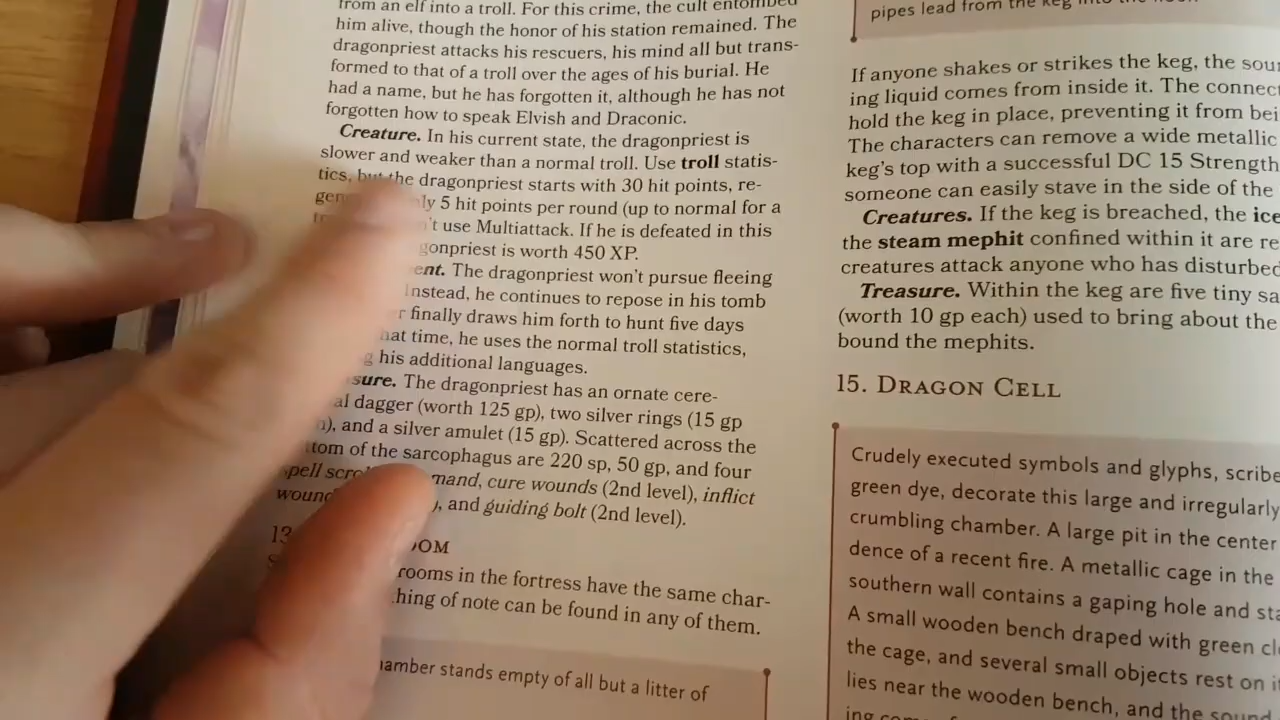 from an elf into a troll. For this crime, the cult entombed
him alive, though the honor of his station remained. The
dragonpriest attacks his rescuers, his mind all but trans-
formed to that of a troll over the ages of his burial. He
had a name, but he has forgotten it, although he has not
forgotten how to speak Elvish and Draconic.
Creature. In his current state, the dragonpriest is
slower and weaker than a normal troll. Use troll statis-
tics, but the dragonpriest starts with 30 hit points, re-
5 hit points per round (up to normal for a
use Multiattack. If he is defeated in this
is worth 450 XP.
The dragonpriest won't pursue fleeing
Instead, he continues to repose in his tomb
finally draws him forth to hunt five days
that time, he uses the normal troll statistics,
his additional languages.
The dragonpriest has an ornate cere-
dagger (worth 125 gp), two silver rings (15 gp
and a silver amulet (15 gp). Scattered across the
of the sarcophagus are 220 sp, 50 gp, and four
spell cure wounds (2nd level), inflict
and guiding bolt (2nd level).
13
rooms in the fortress have the same char-
of note can be found in any of them.
stands empty of all but a litter of
pipes lead from the keg into the
If anyone shakes or strikes the keg, the
ing liquid comes from inside it. The
hold the keg in place, preventing it from
The characters can remove a wide metallic
keg's top with a successful DC 15 Strength
someone can easily stave in the side of the
Creatures. If the keg is breached, the
the steam mephit confined within it are
creatures attack anyone who has disturbed
Treasure. Within the keg are five tiny
(worth 10 gp each) used to bring about the
bound the mephits.
15. DRAGON CELL
Crudely executed symbols and glyphs,
green dye, decorate this large and irregularly
crumbling chamber. A large pit in the center
dence of a recent fire. A metallic cage in the
southern wall contains a gaping hole and
A small wooden bench draped with green
the cage, and several small objects rest on
lies near the wooden bench, and the